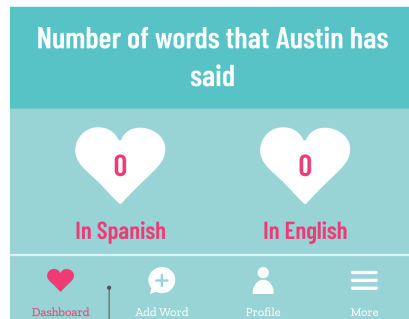 Number of words that Austin has
said
0 0
In Spanish In English
Dashboard Add Word Profile More